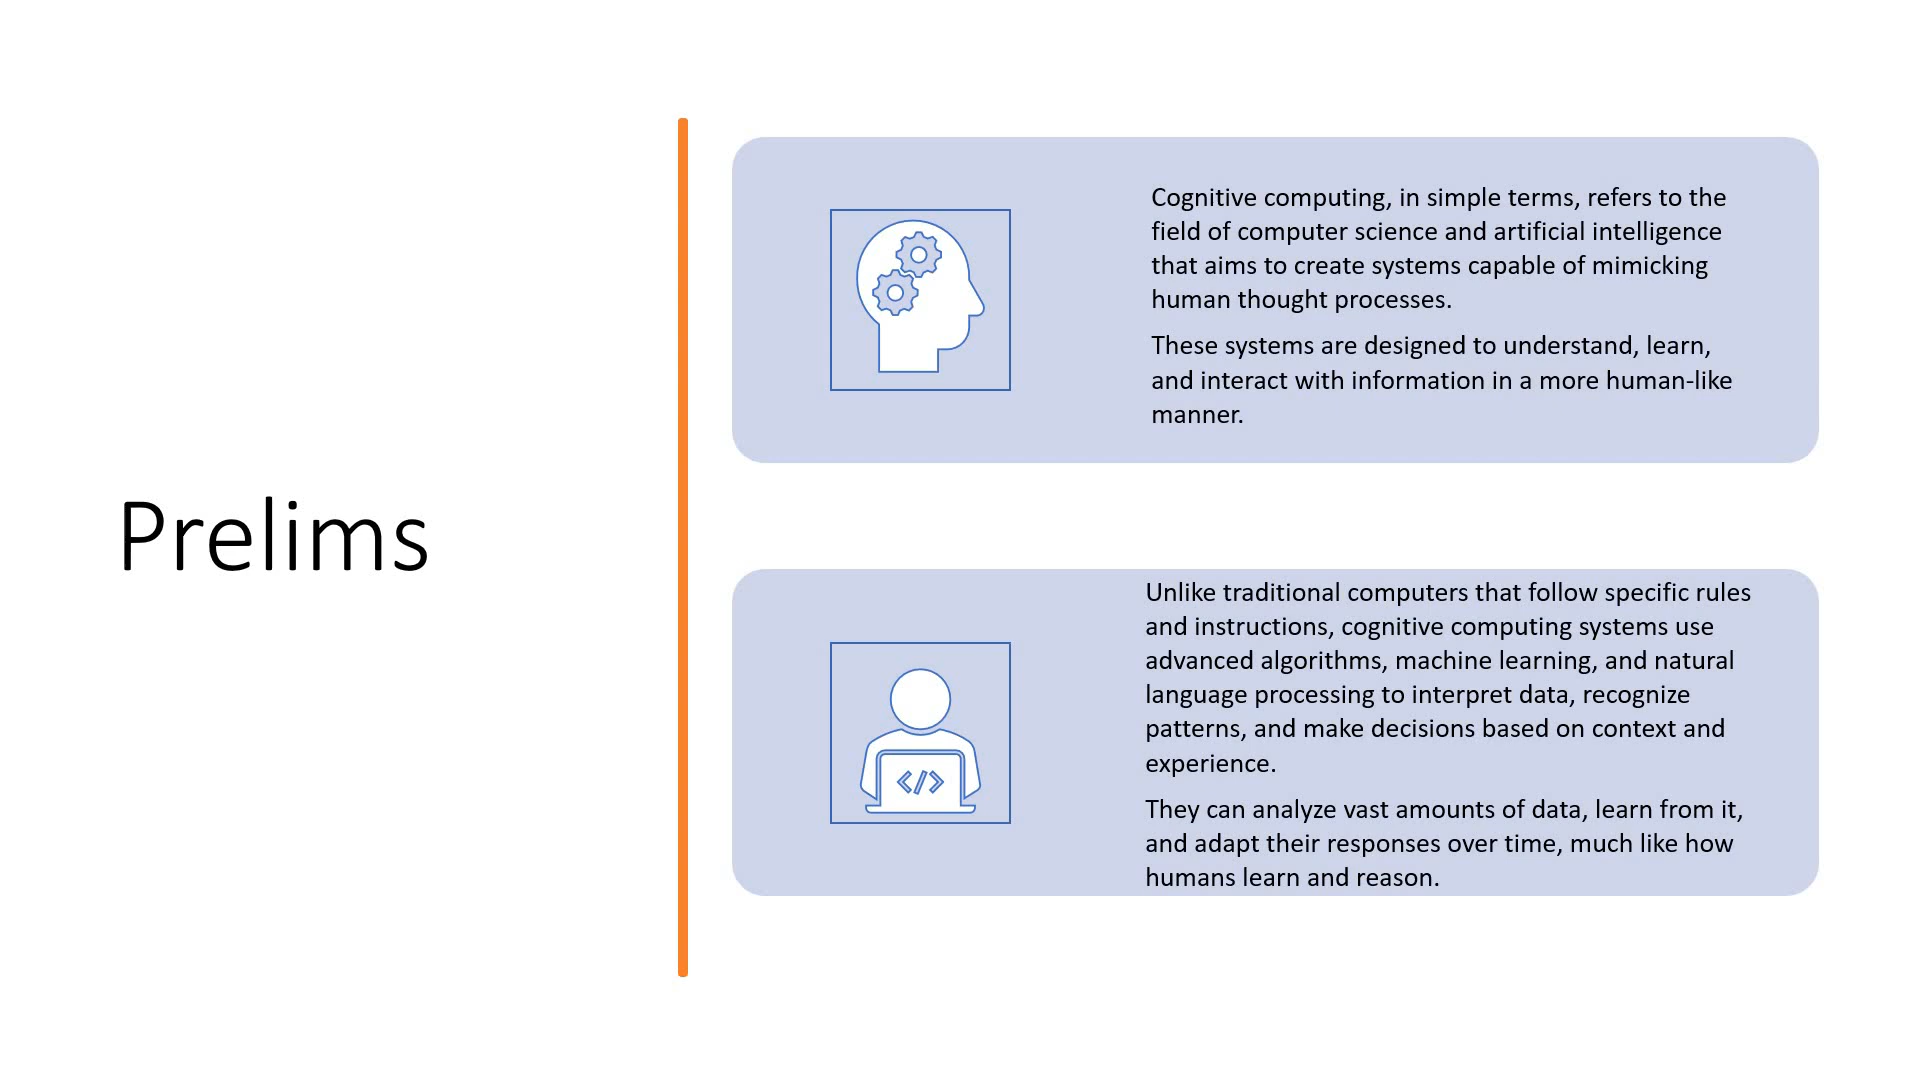 Prelims
Cognitive computing, in simple terms, refers to the
field of computer science and artificial intelligence
that aims to create systems capable of mimicking
human thought processes.
These systems are designed to understand, learn,
and interact with information in a more human-like
manner.
</>
Unlike traditional computers that follow specific rules
and instructions, cognitive computing systems use
advanced algorithms, machine learning, and natural
language processing to interpret data, recognize
patterns, and make decisions based on context and
experience.
They can analyze vast amounts of data, learn from it,
and adapt their responses over time, much like how
humans learn and reason.